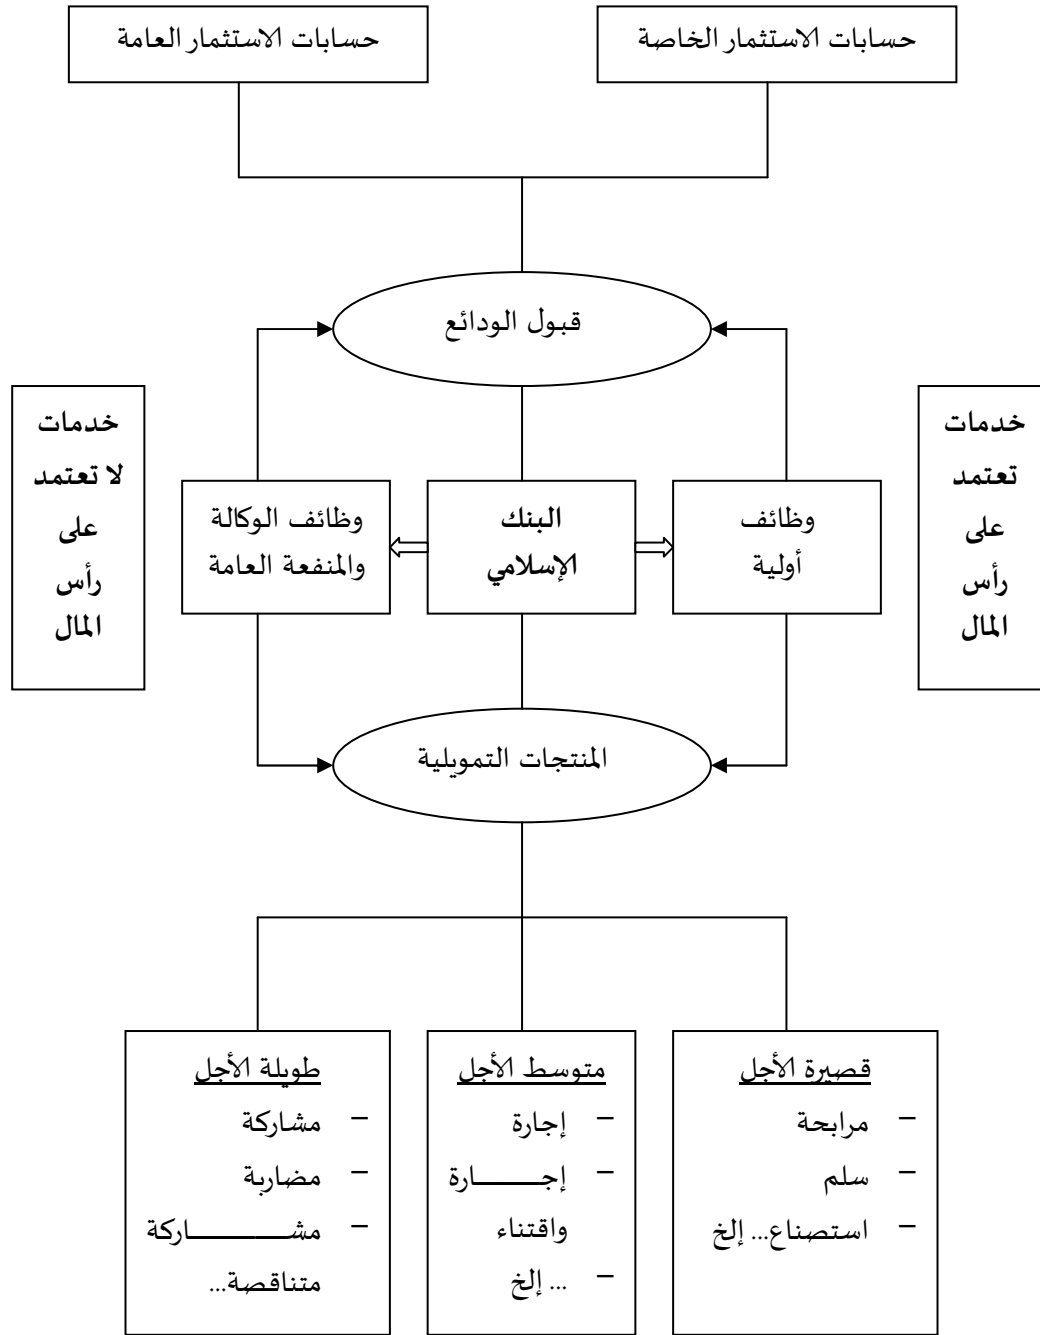 حسابات الاستثمار الخاصة
حسابات الاستثمار العامة
قبول الودائع
خدمات
تعتمد
على
رأس
المال
وظائف
أولية
البنك
الإسلامي
وظائف الوكالة
والمنفعة العامة
خدمات
لا تعتمد
على
رأس
المال
المنتجات التمويلية
قصيرة الأجل
– مرابحة
– سلم
– استصناع... إلخ
متوسط الأجل
– إجارة
– إجــــــارة
واقتناء
– ... إلخ
طويلة الأجل
– مشاركة
– مضاربة
– مشــــــــاركة
متناقصة...